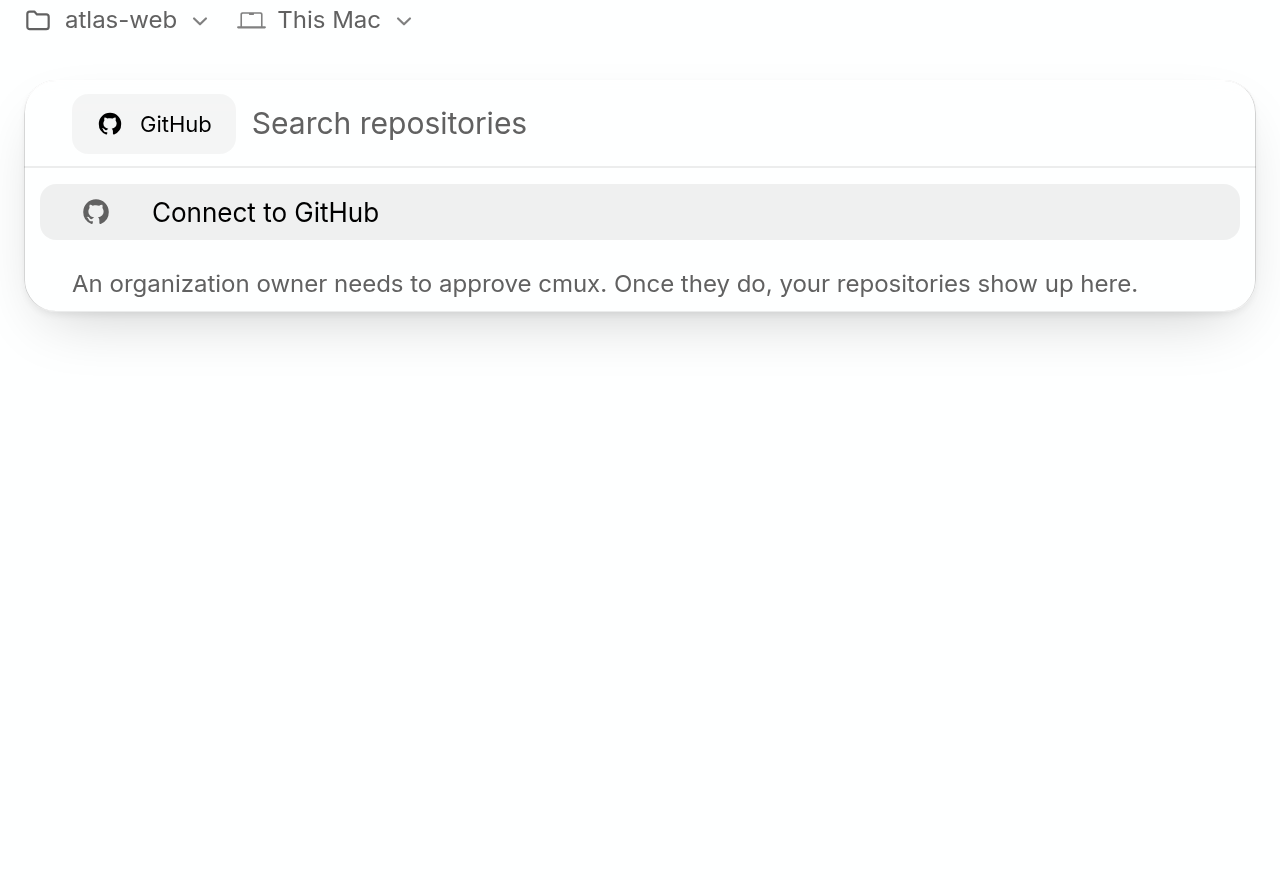 atlas-web This Mac
GitHub Search repositories
Connect to GitHub
An organization owner needs to approve cmux. Once they do, your repositories show up here.